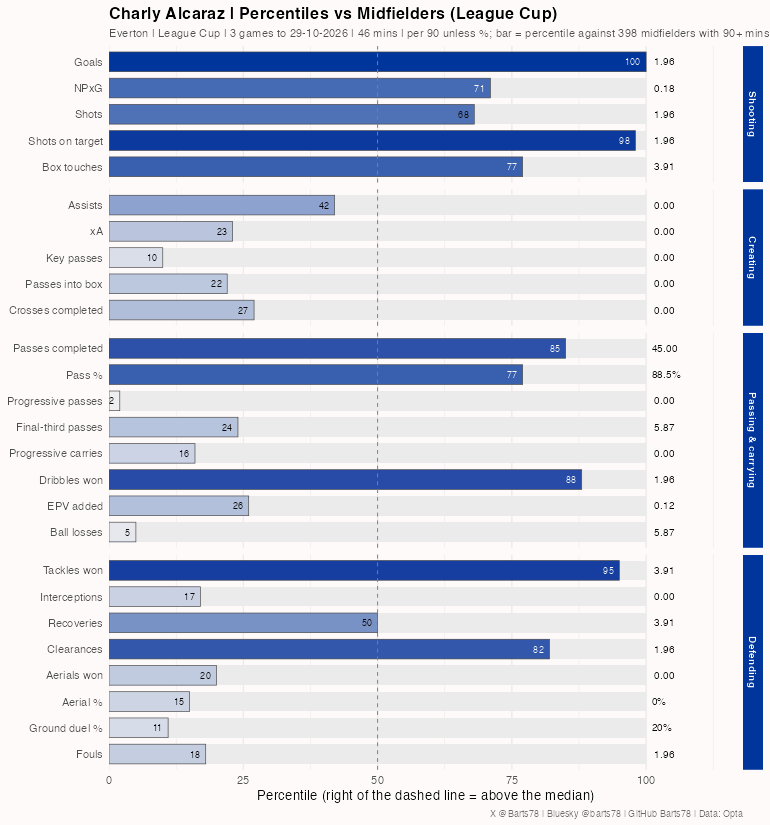 Charly Alcaraz | Percentiles vs Midfielders (League Cup)
Everton | League Cup | 3 games to 29-10-2026 | 46 mins | per 90 unless %; bar = percentile against 398 midfielders with 90+ mins
Goals 100 1.96
NPxG 71 0.18
Shots 68 1.96
Shots on target 98 1.96
Box touches 77 3.91
Shooting
Assists 42 0.00
xA 23 0.00
Key passes 10 0.00
Passes into box 22 0.00
Crosses completed 27 0.00
Creating
Passes completed 85 45.00
Pass % 77 88.5%
Progressive passes 2 0.00
Final-third passes 24 5.87
Progressive carries 16 0.00
Dribbles won 88 1.96
EPV added 26 0.12
Ball losses 5 5.87
Passing & carrying
Tackles won 95 3.91
Interceptions 17 0.00
Recoveries 50 3.91
Clearances 82 1.96
Aerials won 20 0.00
Aerial % 15 0%
Ground duel % 11 20%
Fouls 18 1.96
Defending
0 25 50 75 100
Percentile (right of the dashed line = above the median)
X @Barts78 | Bluesky @barts78 | GitHub Barts78 | Data: Opta